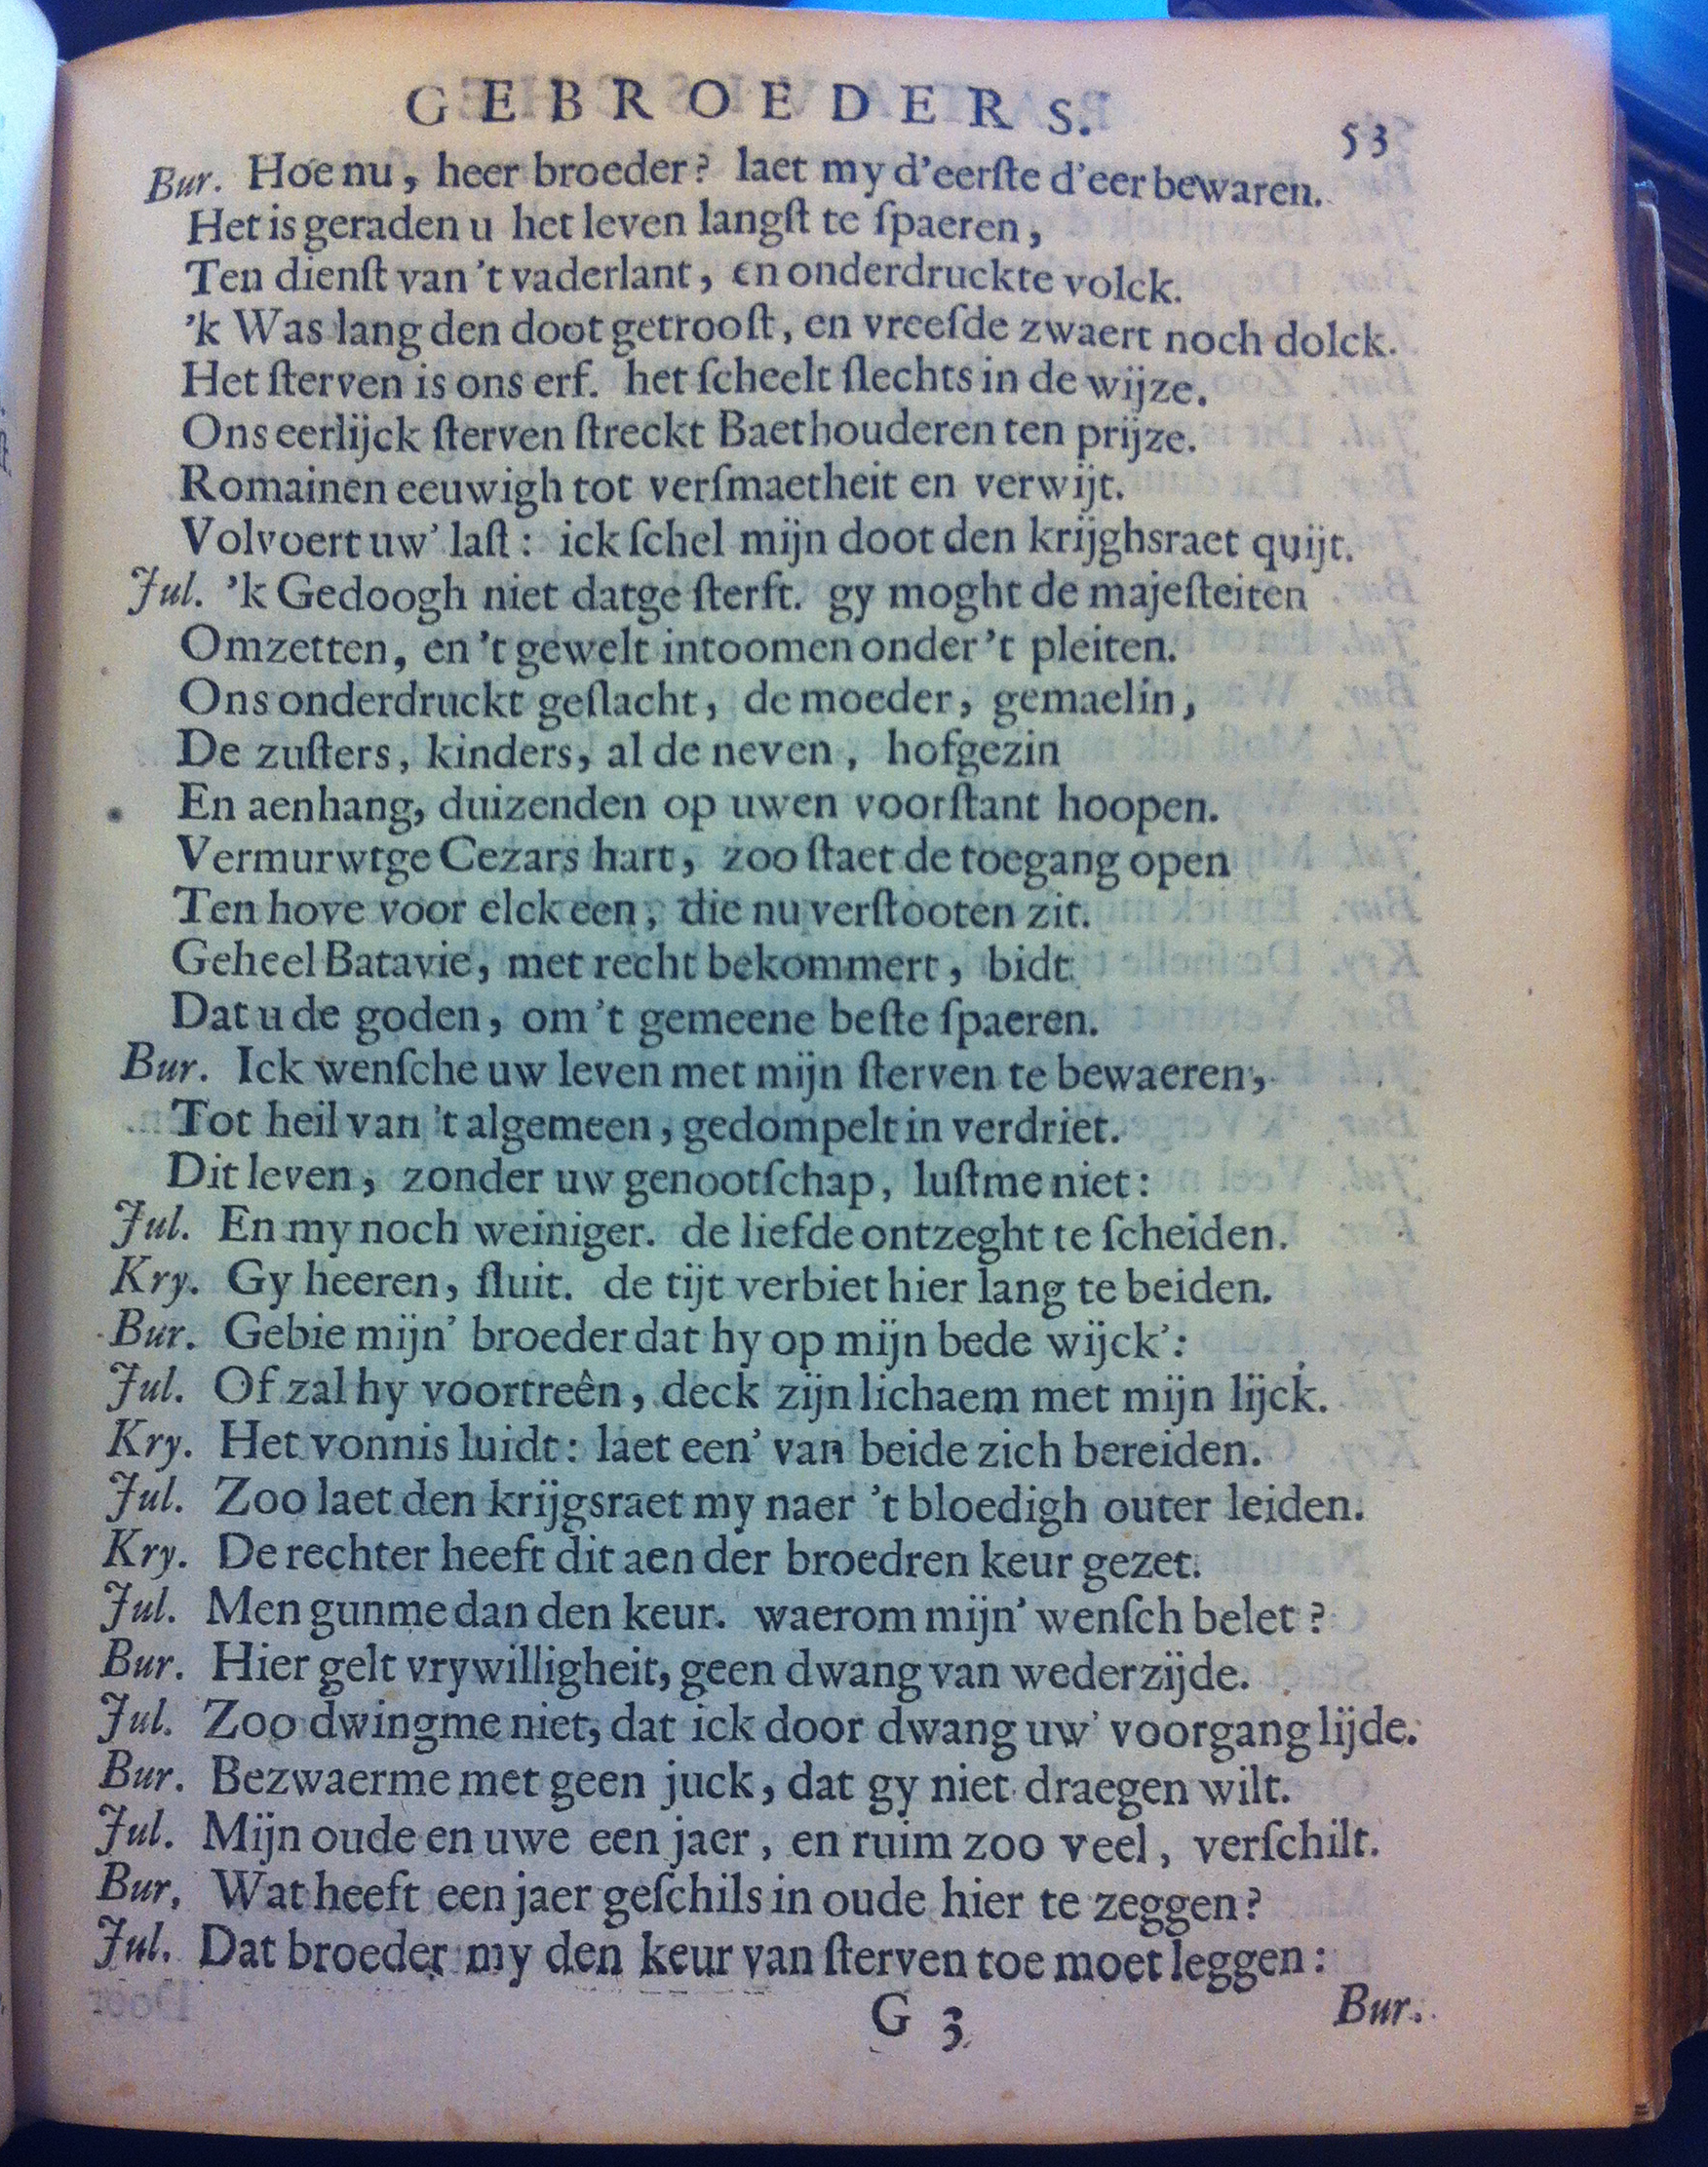 GEBROEDERS.
53
Bur. Hoe nu, heer broeder? laet my d'eerſte d'eer bewaren.
Het is geraden u het leven langſt te ſpaeren,
Ten dienſt van 't vaderlant, en onderdruckte volck.
'k Was lang den doot getrooſt, en vreeſde zwaert noch dolck.
Het ſterven is ons erf. het ſcheelt ſlechts in de wijze.
Ons eerlijck ſterven ſtreckt Baethouderen ten prijze.
Romainen eeuwigh tot verſmaetheit en verwijt.
Volvoert uw' laſt: ick ſchel mijn doot den krijghsraet quijt.
Jul. 'k Gedoogh niet datge ſterft. gy moght de majeſteiten
Omzetten, en 't gewelt intoomen onder 't pleiten.
Ons onderdruckt geſlacht, de moeder, gemaelin,
De zuſters, kinders, al de neven, hofgezin
En aenhang, duizenden op uwen voorſtant hoopen.
Vermurwtge Cezars hart, zoo ſtaet de toegang open
Ten hove voor elck een, die nu verſtooten zit.
Geheel Batavie, met recht bekommert, bidt
Dat u de goden, om 't gemeene beſte ſpaeren.
Bur. Ick wenſche uw leven met mijn ſterven te bewaeren,
Tot heil van 't algemeen, gedompelt in verdriet.
Dit leven, zonder uw genootſchap, luſtme niet:
Jul. En my noch weiniger. de liefde ontzeght te ſcheiden.
Kry. Gy heeren, ſluit. de tijt verbiet hier lang te beiden.
Bur. Gebie mijn' broeder dat hy op mijn bede wijck':
Jul. Of zal hy voortreên, deck zijn lichaem met mijn lijck.
Kry. Het vonnis luidt: laet een' van beide zich bereiden.
Jul. Zoo laet den krijgsraet my naer 't bloedigh outer leiden.
Kry. De rechter heeft dit aen der broedren keur gezet.
Jul. Men gunme dan den keur. waerom mijn' wenſch belet?
Bur. Hier gelt vrywilligheit, geen dwang van wederzijde.
Jul. Zoo dwingme niet, dat ick door dwang uw' voorgang lijde.
Bur. Bezwaerme met geen juck, dat gy niet draegen wilt.
Jul. Mijn oude en uwe een jaer, en ruim zoo veel, verſchilt.
Bur, Wat heeft een jaer geſchils in oude hier te zeggen?
Jul. Dat broeder my den keur van ſterven toe moet leggen:
G 3
Bur.